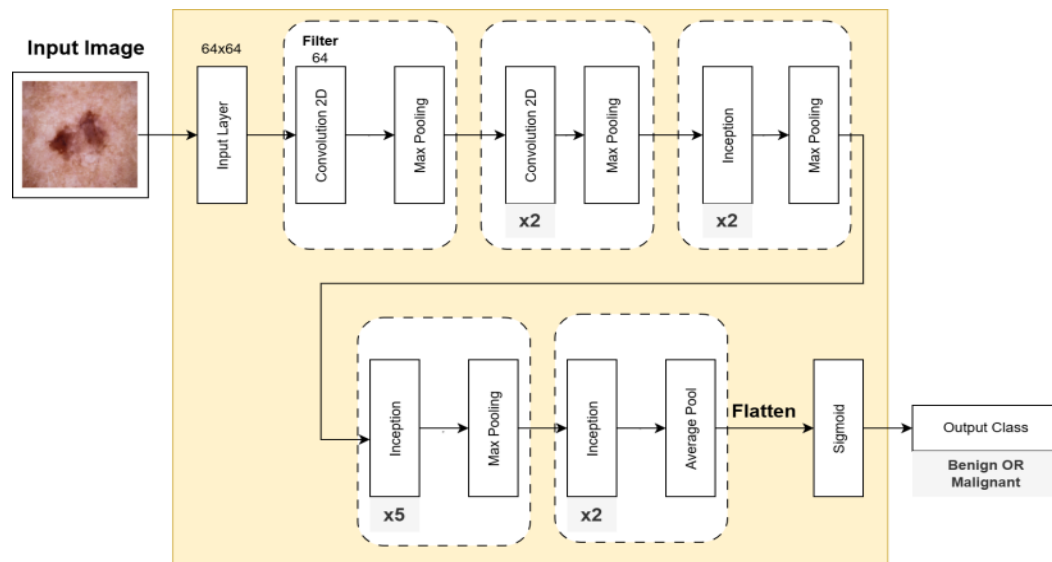 Input Image
64x64
Input Layer
Filter
64
Convolution 2D
Max Pooling
Convolution 2D
x2
Max Pooling
Inception
x2
Max Pooling
Inception
x5
Max Pooling
Inception
x2
Average Pool
Flatten
Sigmoid
Output Class
Benign OR
Malignant